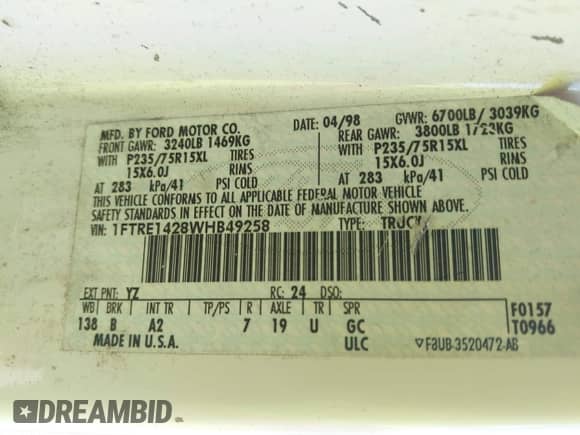 MFD. BY FORD MOTOR CO. DATE: 04/98 GVWR: 6700LB/ 3039KG
FRONT GAWR: 3240LB 1469KG REAR GAWR: 3800LB 1723KG
WITH P235/75R15XL TIRES WITH P235/75R15XL TIRES
15X6.0J RIMS 15X6.0J RIMS
AT 283 kPa/41 PSI COLD AT 283 kPa/41 PSI COLD
THIS VEHICLE CONFORMS TO ALL APPLICABLE FEDERAL MOTOR VEHICLE
SAFETY STANDARDS IN EFFECT ON THE DATE OF MANUFACTURE SHOWN ABOVE.
VIN: 1FTRE1428WHB49258 TYPE: TRUCK
EXT PNT: YZ RC: 24 DSO:
WB BRK INT TR TP/PS R AXLE TR SPR
138 B A2 7 19 U GC
ULC
F0157
T0966
MADE IN U.S.A. F8UB-3520472-AB
DREAMBID.COM